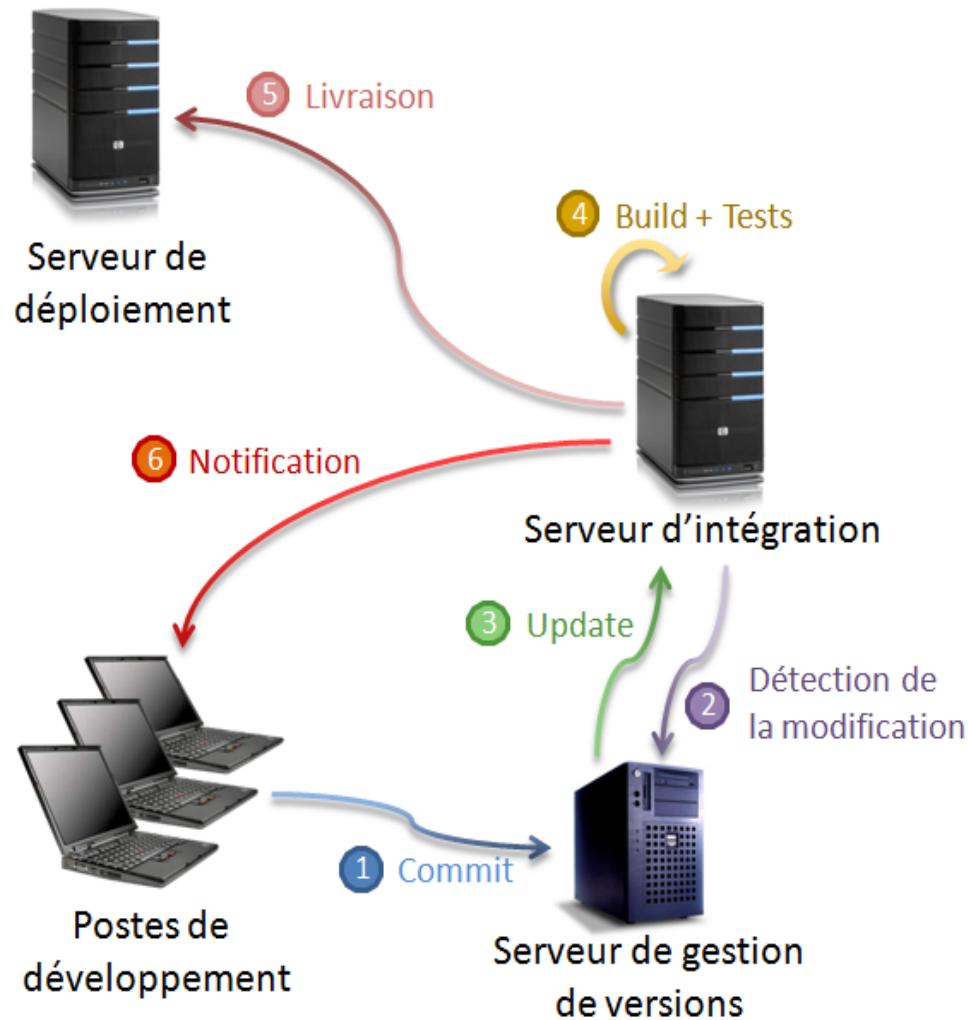 5 Livraison
4 Build + Tests
Serveur de
déploiement
6 Notification
Serveur d’intégration
3 Update
2 Détection de
la modification
1 Commit
Postes de
développement
Serveur de gestion
de versions